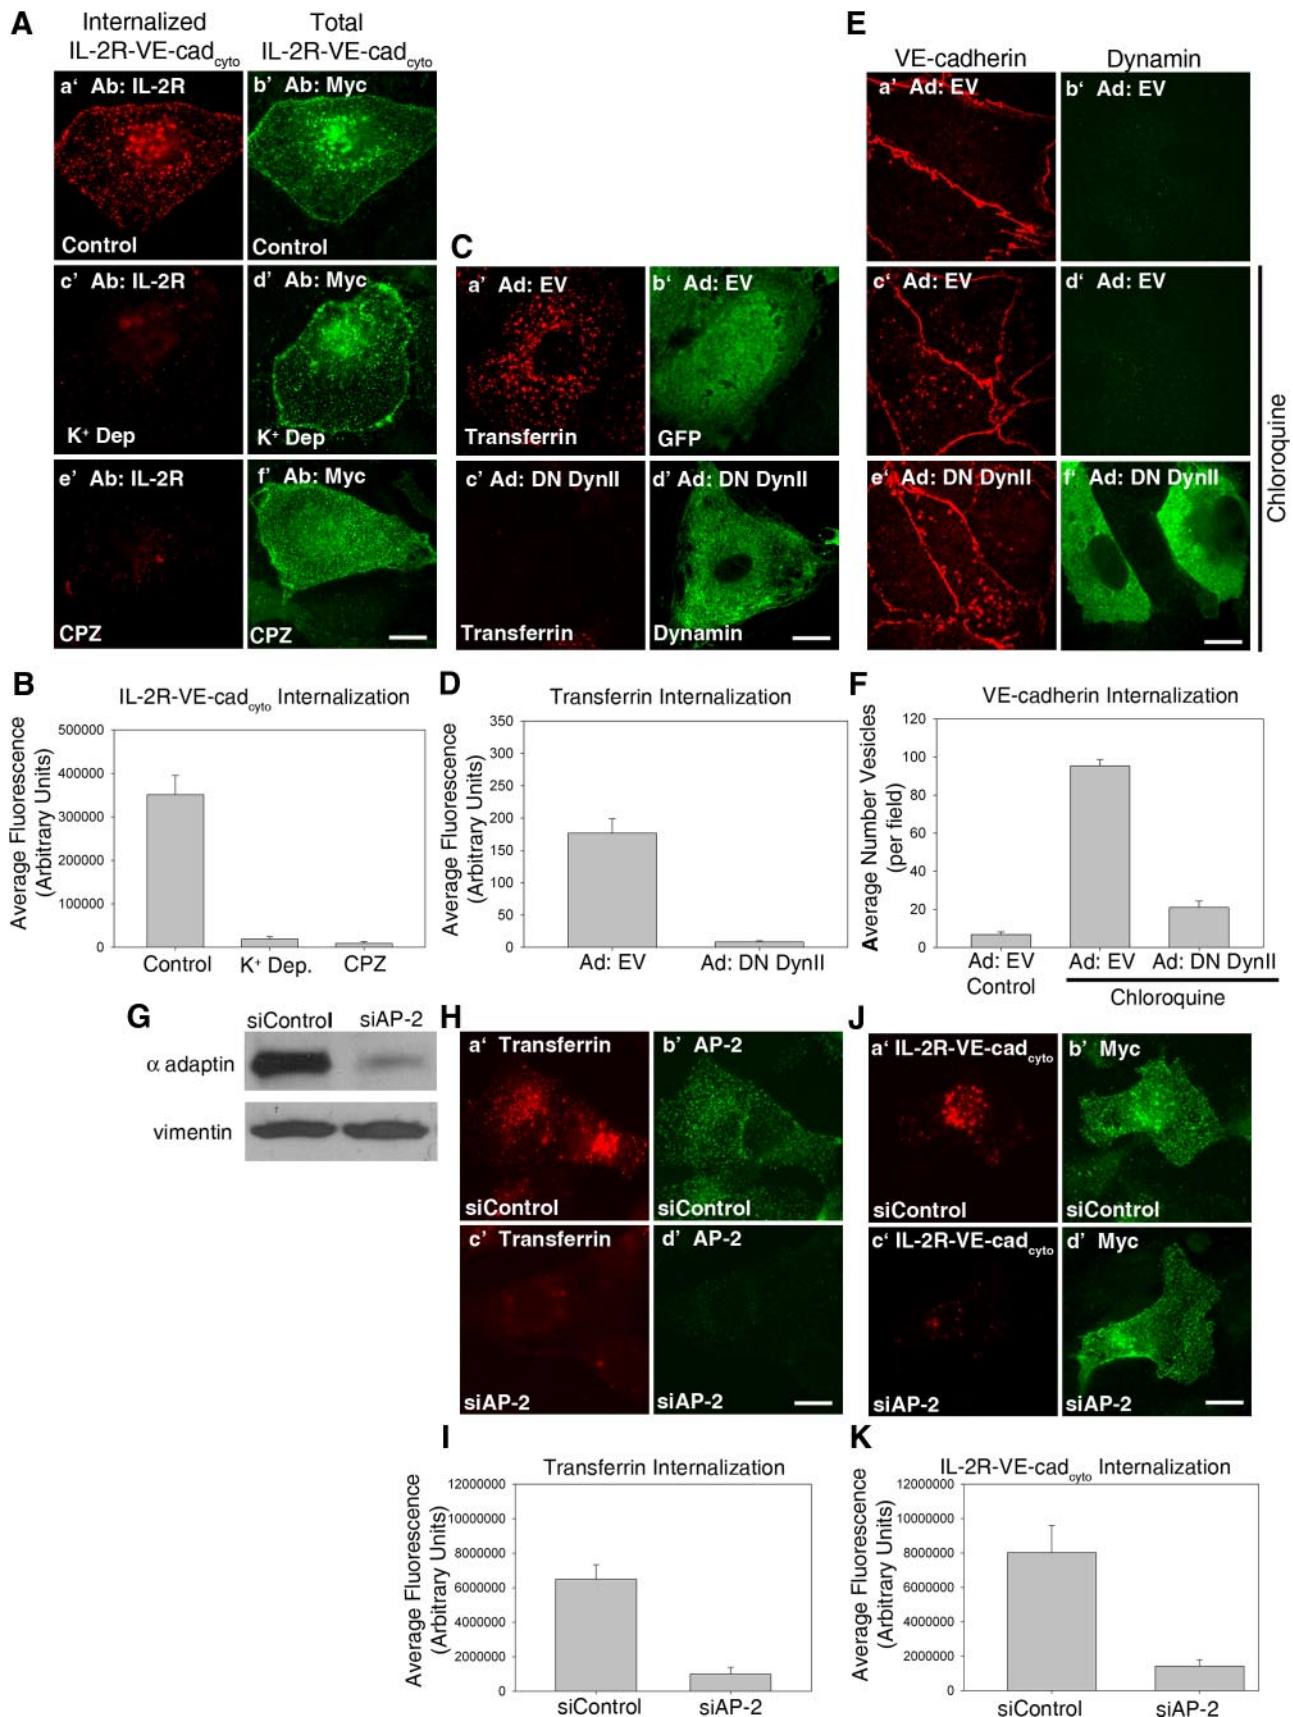 A
Internalized
IL-2R-VE-cadcyto
Total
IL-2R-VE-cadcyto
a‘ Ab: IL-2R
Control
b’ Ab: Myc
Control
c’ Ab: IL-2R
K+ Dep
d’ Ab: Myc
K+ Dep
e’ Ab: IL-2R
CPZ
f’ Ab: Myc
CPZ
C
a’ Ad: EV
Transferrin
b‘ Ad: EV
GFP
c’ Ad: DN DynII
Transferrin
d’ Ad: DN DynII
Dynamin
E
VE-cadherin
Dynamin
a‘ Ad: EV
b‘ Ad: EV
c‘ Ad: EV
d‘ Ad: EV
e‘ Ad: DN DynII
f‘ Ad: DN DynII
Chloroquine
B
IL-2R-VE-cadcyto Internalization
Average Fluorescence
(Arbitrary Units)
500000
400000
300000
200000
100000
0
Control
K+ Dep.
CPZ
D
Transferrin Internalization
Average Fluorescence
(Arbitrary Units)
350
300
250
200
150
100
50
0
Ad: EV
Ad: DN DynII
F
VE-cadherin Internalization
Average Number Vesicles
(per field)
120
100
80
60
40
20
0
Ad: EV
Control
Ad: EV
Ad: DN DynII
Chloroquine
G
siControl
siAP-2
α adaptin
vimentin
H
a‘ Transferrin
siControl
b’ AP-2
siControl
c’ Transferrin
siAP-2
d’ AP-2
siAP-2
J
a‘ IL-2R-VE-cadcyto
siControl
b’ Myc
siControl
c‘ IL-2R-VE-cadcyto
siAP-2
d’ Myc
siAP-2
I
Transferrin Internalization
Average Fluorescence
(Arbitrary Units)
12000000
10000000
8000000
6000000
4000000
2000000
0
siControl
siAP-2
K
IL-2R-VE-cadcyto Internalization
Average Fluorescence
(Arbitrary Units)
12000000
10000000
8000000
6000000
4000000
2000000
0
siControl
siAP-2